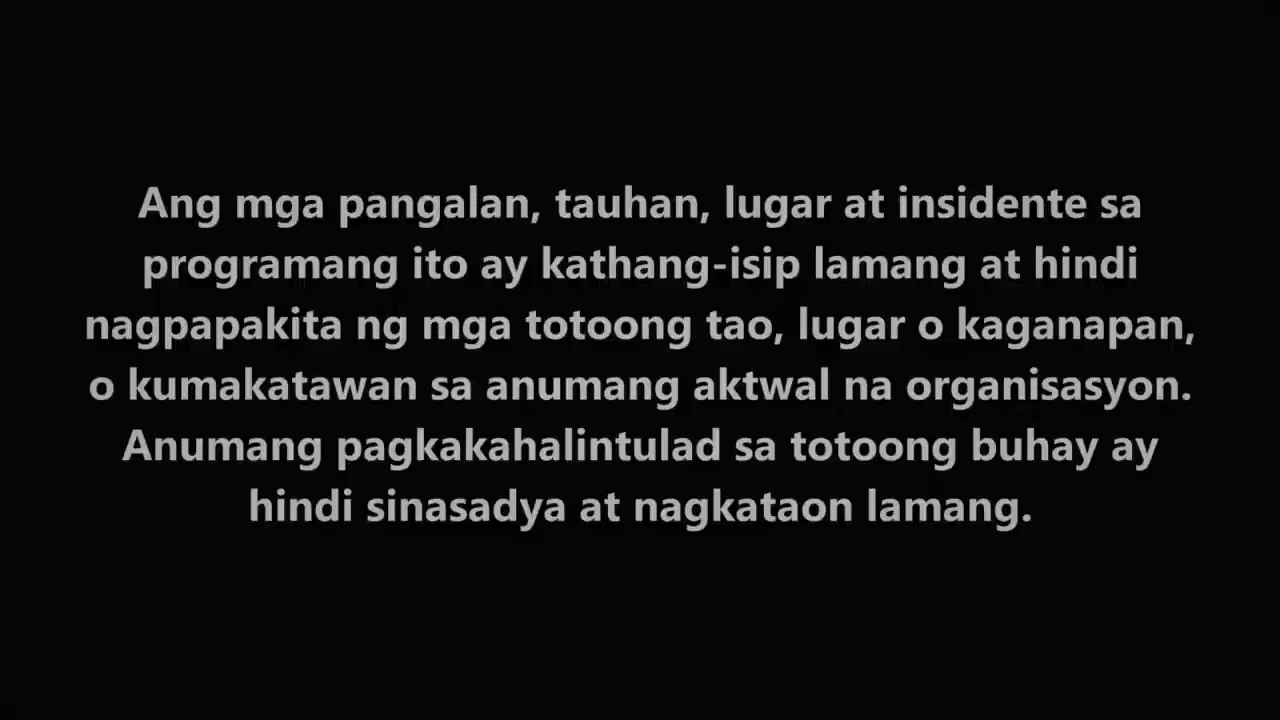 Ang mga pangalan, tauhan, lugar at insidente sa
programang ito ay kathang-isip lamang at hindi
nagpapakita ng mga totoong tao, lugar o kaganapan,
o kumakatawan sa anumang aktwal na organisasyon.
Anumang pagkakahalintulad sa totoong buhay ay
hindi sinasadya at nagkataon lamang.